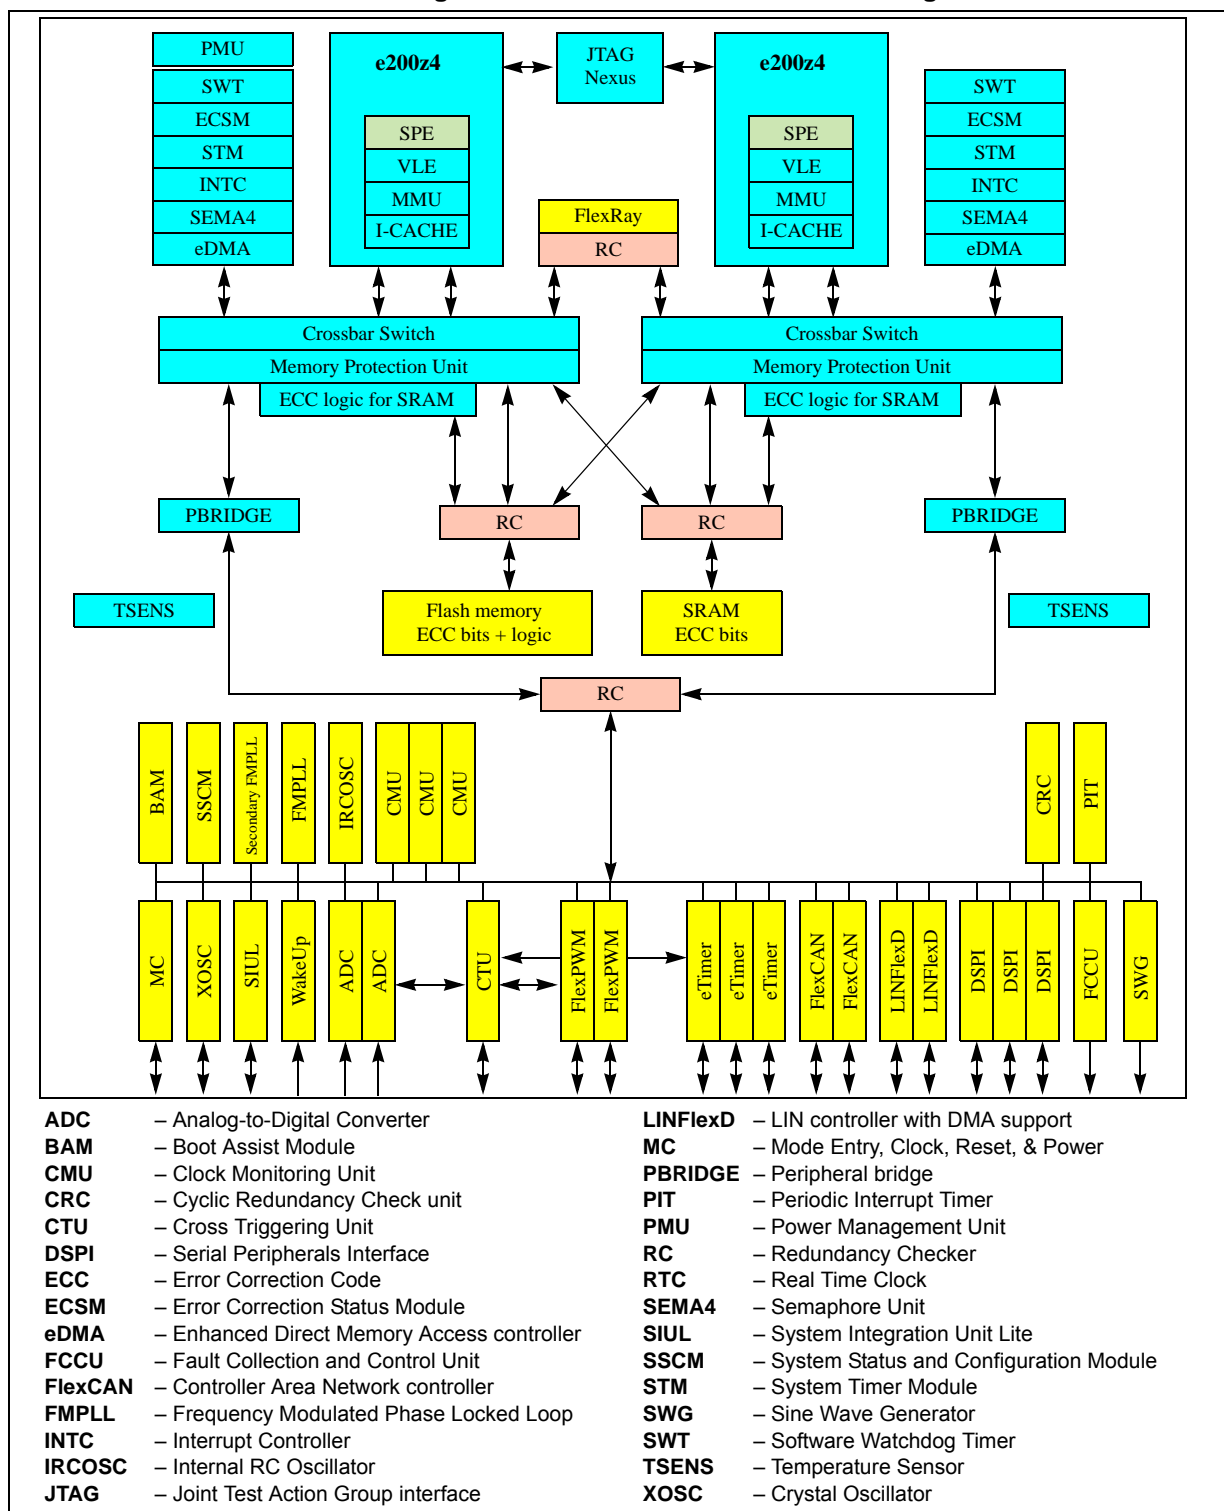 PMU
SWT
ECSM
STM
INTC
SEMA4
eDMA
e200z4
SPE
VLE
MMU
I-CACHE
JTAG
Nexus
FlexRay
RC
e200z4
SPE
VLE
MMU
I-CACHE
SWT
ECSM
STM
INTC
SEMA4
eDMA
Crossbar Switch
Memory Protection Unit
ECC logic for SRAM
Crossbar Switch
Memory Protection Unit
ECC logic for SRAM
PBRIDGE
RC
RC
PBRIDGE
TSENS
Flash memory
ECC bits + logic
SRAM
ECC bits
TSENS
RC
BAM
SSCM
Secondary FMPLL
FMPLL
IRCOSC
CMU
CMU
CMU
CRC
PIT
MC
XOSC
SIUL
WakeUp
ADC
ADC
CTU
FlexPWM
FlexPWM
eTimer
eTimer
eTimer
FlexCAN
FlexCAN
LINFlexD
LINFlexD
DSPI
DSPI
DSPI
FCCU
SWG
ADC – Analog-to-Digital Converter
BAM – Boot Assist Module
CMU – Clock Monitoring Unit
CRC – Cyclic Redundancy Check unit
CTU – Cross Triggering Unit
DSPI – Serial Peripherals Interface
ECC – Error Correction Code
ECSM – Error Correction Status Module
eDMA – Enhanced Direct Memory Access controller
FCCU – Fault Collection and Control Unit
FlexCAN – Controller Area Network controller
FMPLL – Frequency Modulated Phase Locked Loop
INTC – Interrupt Controller
IRCOSC – Internal RC Oscillator
JTAG – Joint Test Action Group interface
LINFlexD – LIN controller with DMA support
MC – Mode Entry, Clock, Reset, & Power
PBRIDGE – Peripheral bridge
PIT – Periodic Interrupt Timer
PMU – Power Management Unit
RC – Redundancy Checker
RTC – Real Time Clock
SEMA4 – Semaphore Unit
SIUL – System Integration Unit Lite
SSCM – System Status and Configuration Module
STM – System Timer Module
SWG – Sine Wave Generator
SWT – Software Watchdog Timer
TSENS – Temperature Sensor
XOSC – Crystal Oscillator